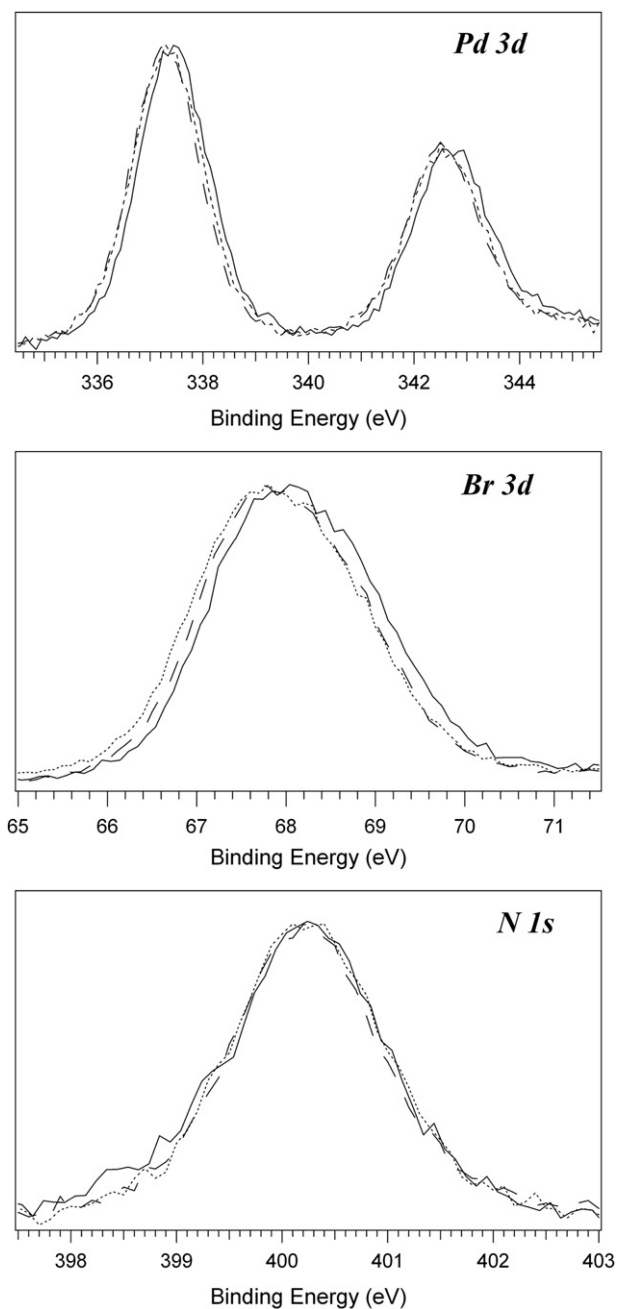 Pd 3d
336 338 340 342 344
Binding Energy (eV)
Br 3d
65 66 67 68 69 70 71
Binding Energy (eV)
N 1s
398 399 400 401 402 403
Binding Energy (eV)